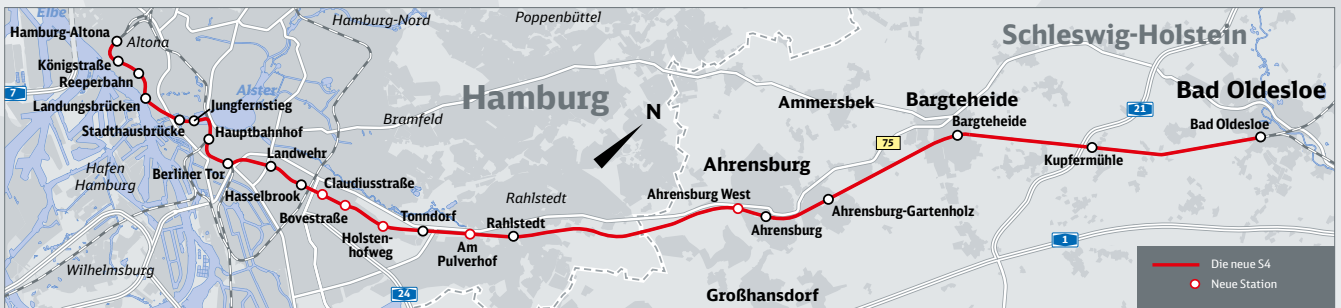 Elbe
Hamburg-Nord
Poppenbüttel
Schleswig-Holstein
Hamburg-Altona
Altona
Königstraße
Reeperbahn
7
Landungsbrücken
Alster
Jungfernstieg
Stadthausbrücke
Hauptbahnhof
Hamburg
Bramfeld
N
Ammersbek
75
Bargteheide
Bargteheide
21
Bad Oldesloe
Bad Oldesloe
Hafen
Hamburg
Berliner Tor
Landwehr
Hasselbrook
Claudiusstraße
Bovestraße
Holsten-
hofweg
Tonndorf
Am
Pulverhof
Rahlstedt
Rahlstedt
Ahrensburg
Ahrensburg West
Ahrensburg
Ahrensburg-Gartenholz
Kupfermühle
Wilhelmsburg
24
Großhansdorf
1
Die neue S4
Neue Station